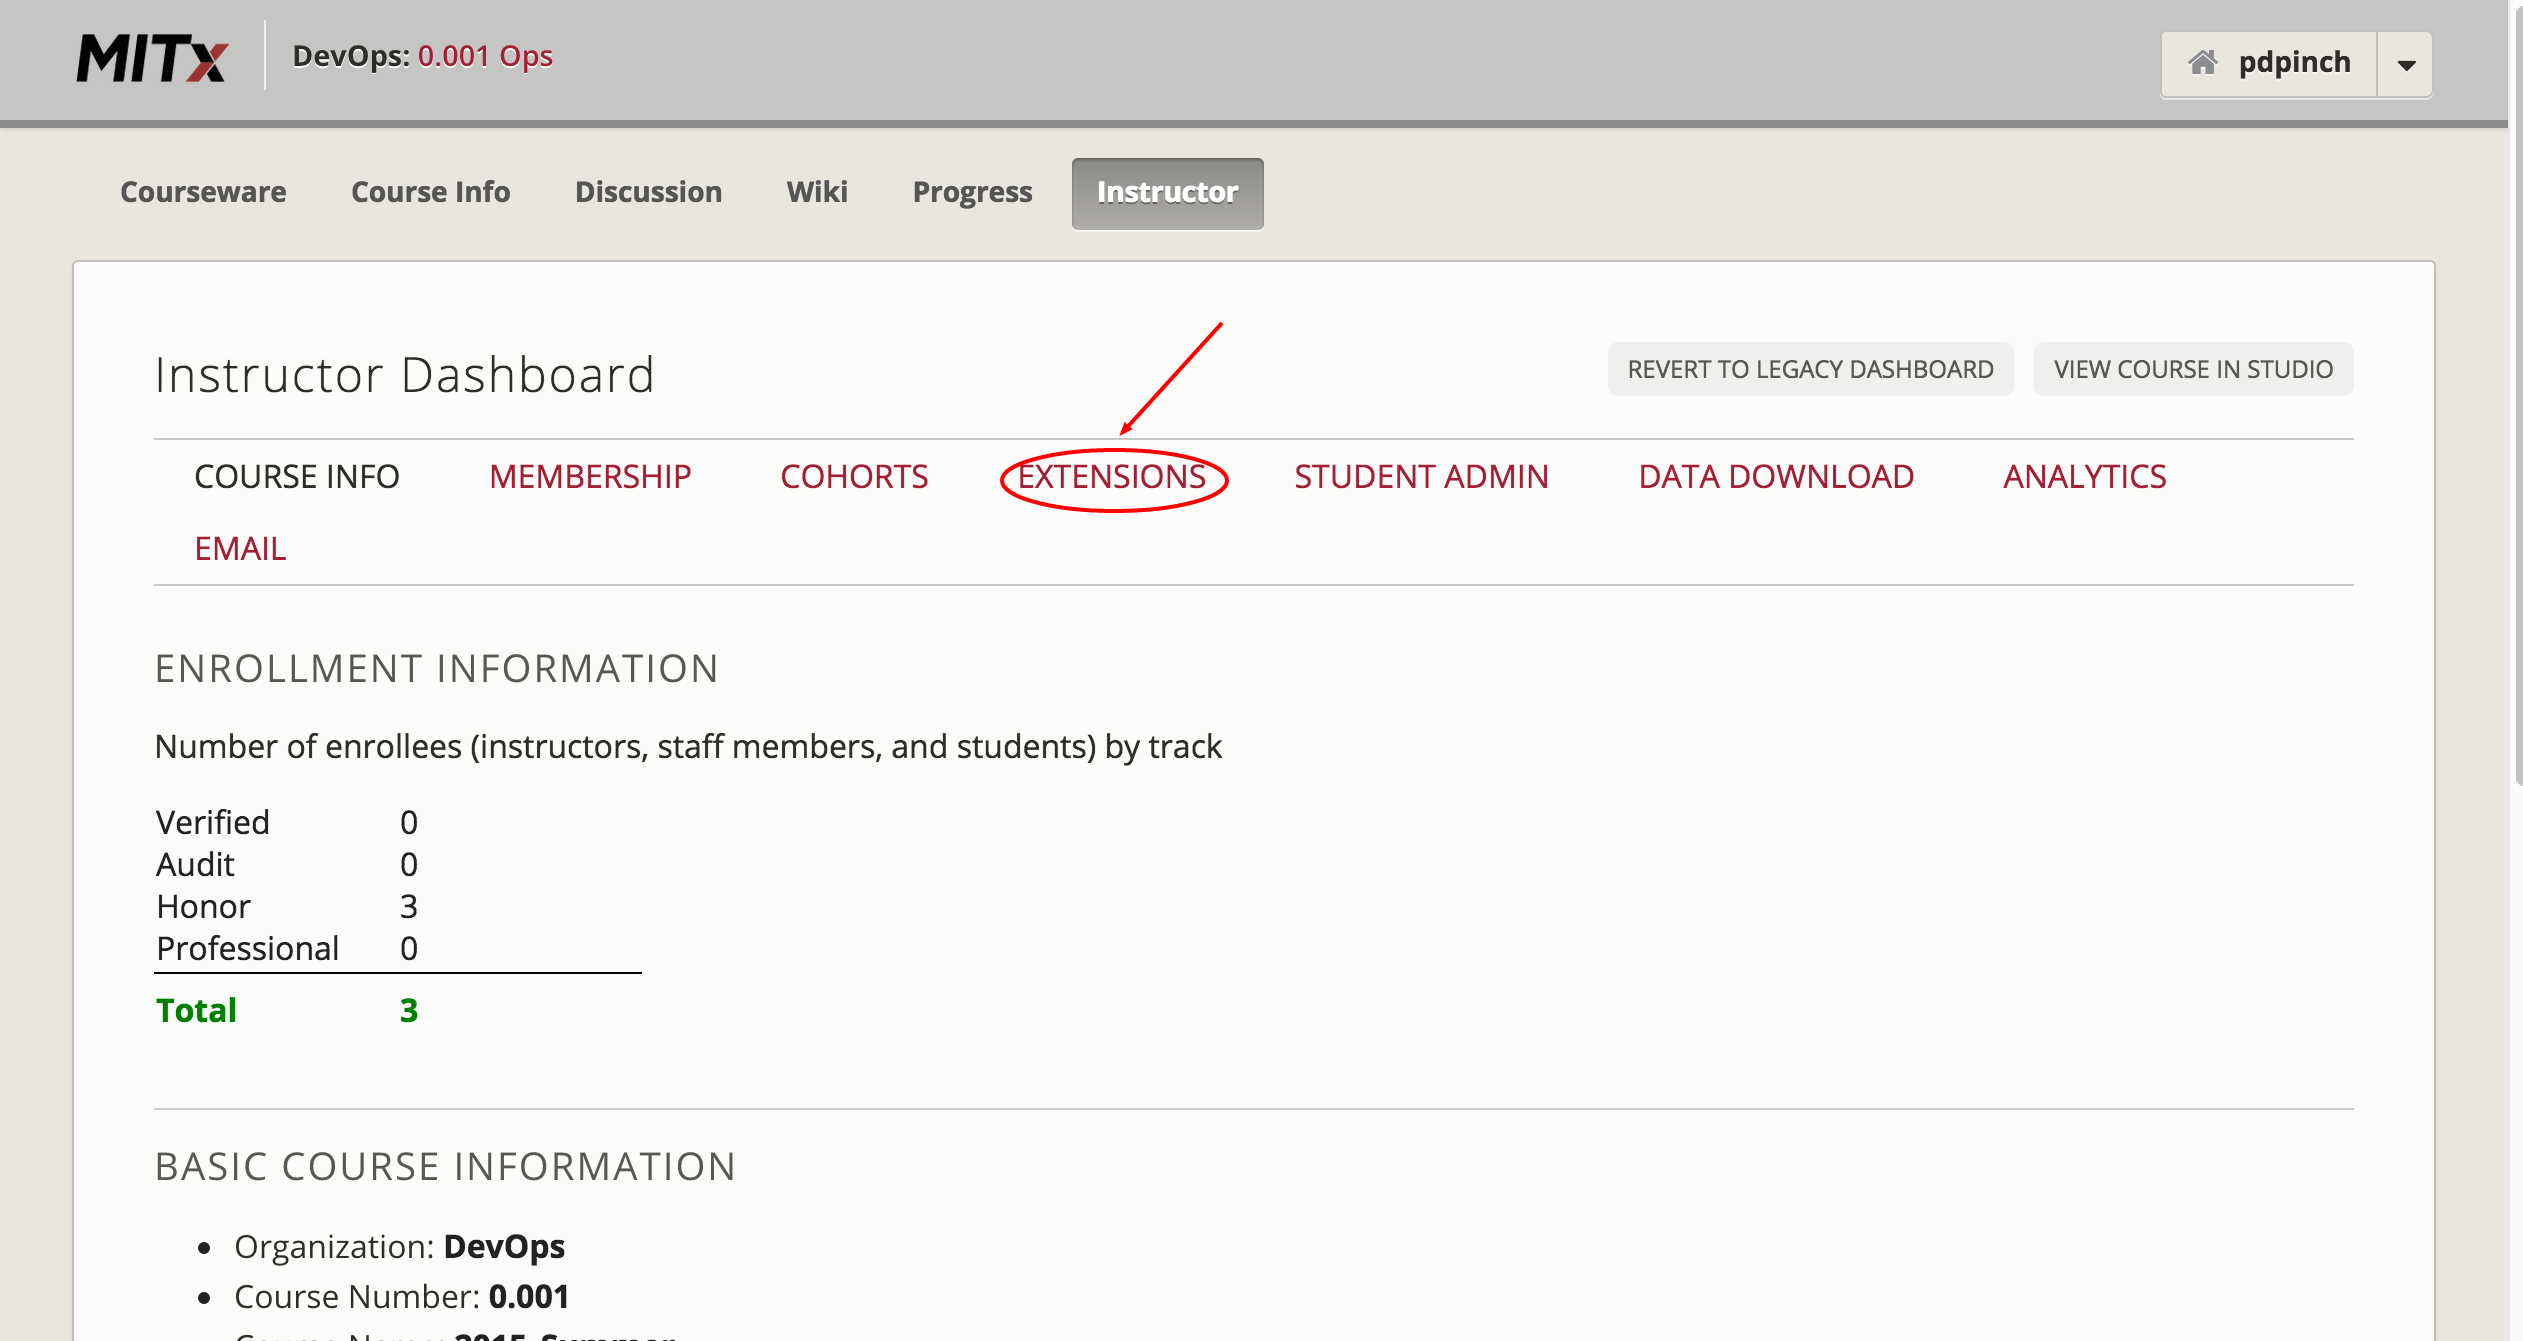 MITx
DevOps: 0.001 Ops
pdpinch
Courseware Course Info Discussion Wiki Progress Instructor
Instructor Dashboard
REVERT TO LEGACY DASHBOARD VIEW COURSE IN STUDIO
COURSE INFO MEMBERSHIP COHORTS EXTENSIONS STUDENT ADMIN DATA DOWNLOAD ANALYTICS
EMAIL
ENROLLMENT INFORMATION
Number of enrollees (instructors, staff members, and students) by track
Verified 0
Audit 0
Honor 3
Professional 0
Total 3
BASIC COURSE INFORMATION
Organization: DevOps
Course Number: 0.001
Course Name: 2015_Summer